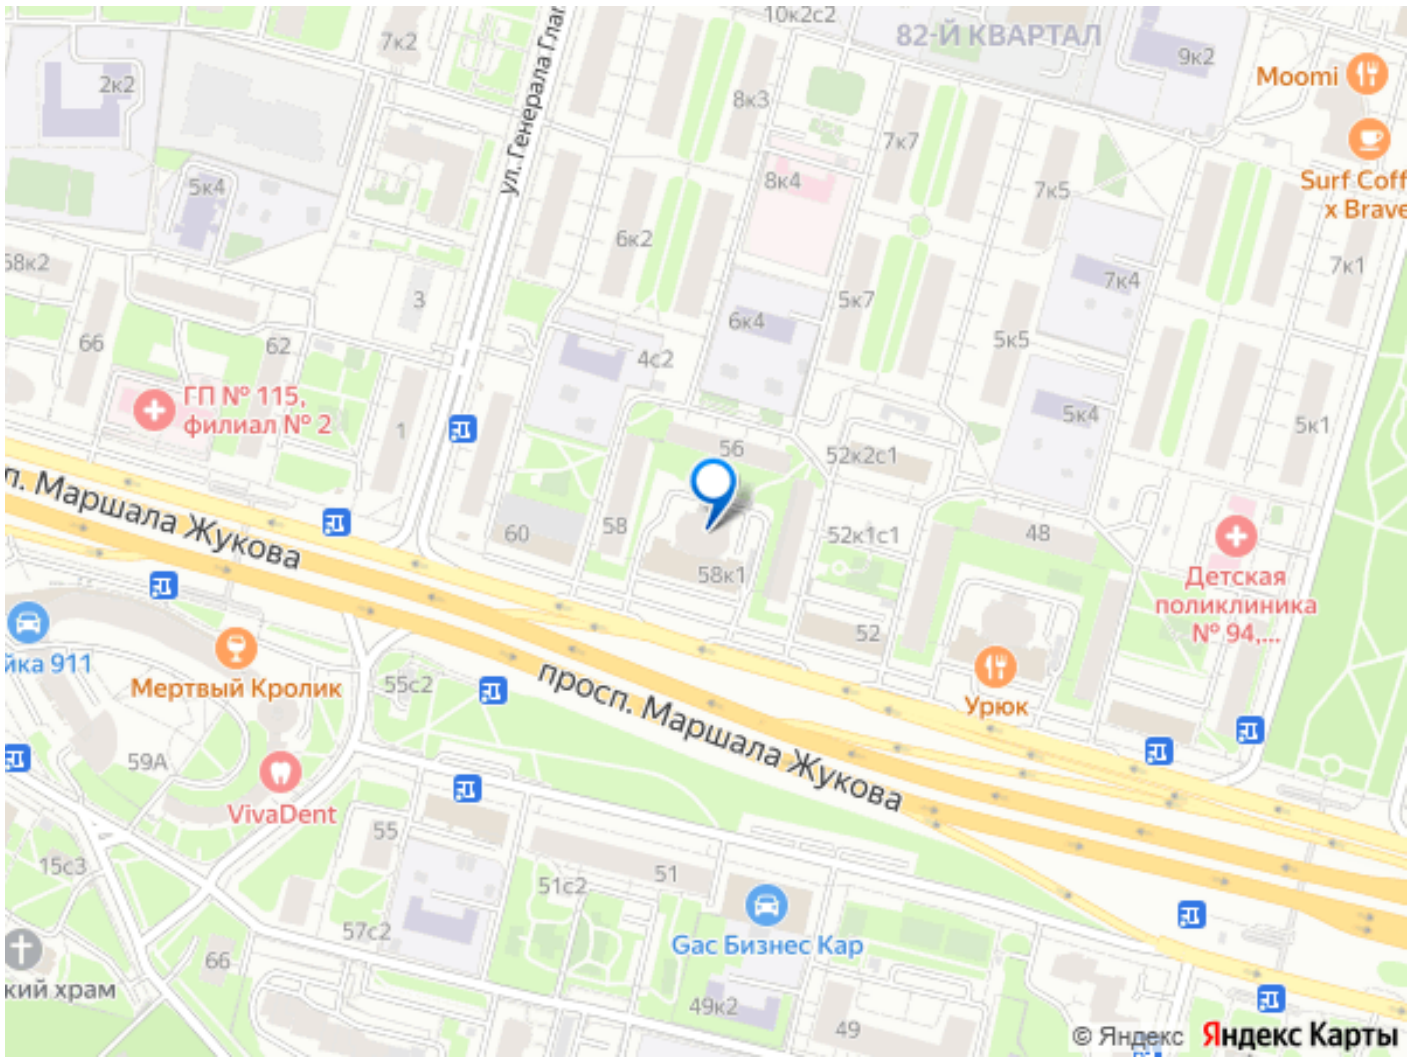 10к2с2
82-Й КВАРТАЛ
7к2
9к2
Moomi
2к2
ул. Генерала Глаг
8к3
7к7
Surf Coff
x Brave
5к4
8к4
7к5
6к2
58к2
3
7к4
7к1
5к7
6к4
66
62
4с2
5к5
ГП № 115,
филиал № 2
1
5к4
5к1
56
52к2с1
58
60
52к1с1
48
58к1
Детская
поликлиника
№ 94,...
п. Маршала Жукова
52
йка 911
Мертвый Кролик
55с2
Урюк
просп. Маршала Жукова
59А
VivaDent
55
15с3
51с2
51
57с2
Gac Бизнес Кар
66
кий храм
49к2
49
© Яндекс Яндекс Карты